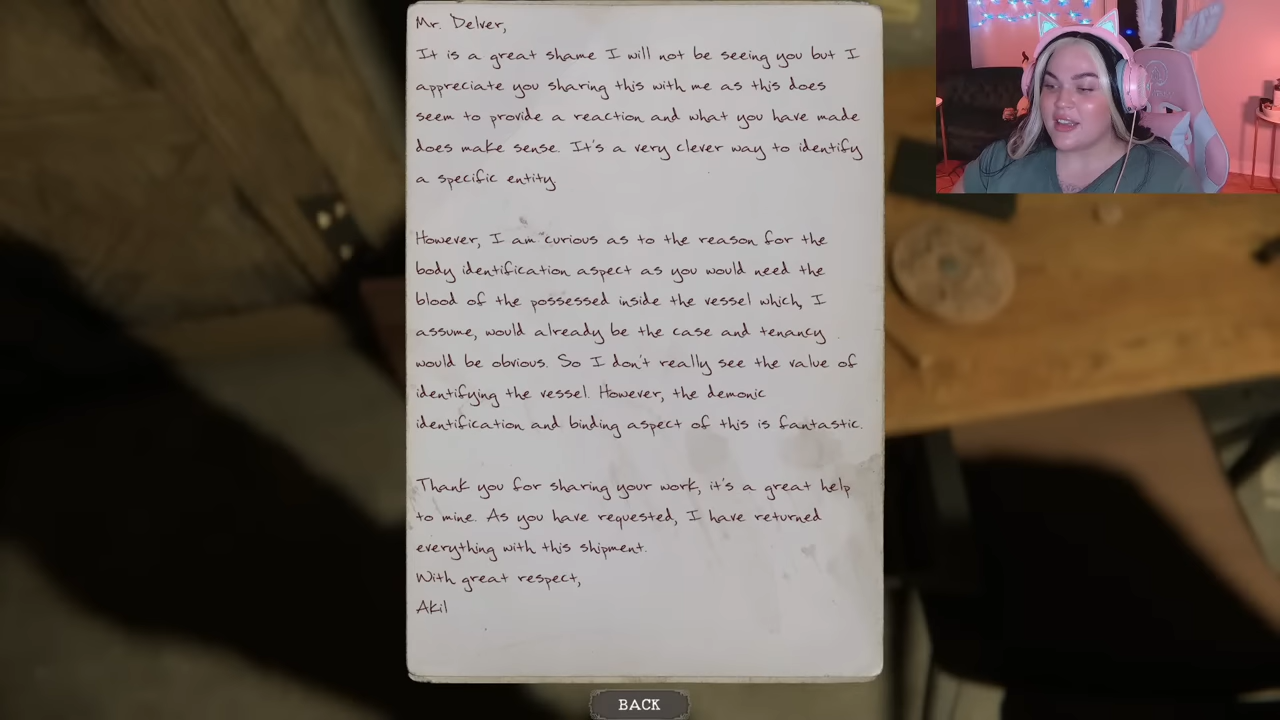 Mr. Delver,
It is a great shame I will not be seeing you but I
appreciate you sharing this with me as this does
seem to provide a reaction and what you have made
does make sense. It's a very clever way to identify
a specific entity
However, I am curious as to the reason for the
body identification aspect as you would need the
blood of the possessed inside the vessel which, I
assume, would already be the case and tenancy
would be obvious. So I don't really see the value of
identifying the vessel. However, the demonic
identification and binding aspect of this is fantastic.
Thank you for sharing your work, it's a great help
to mine. As you have requested, I have returned
everything with this shipment.
With great respect,
Akil
BACK